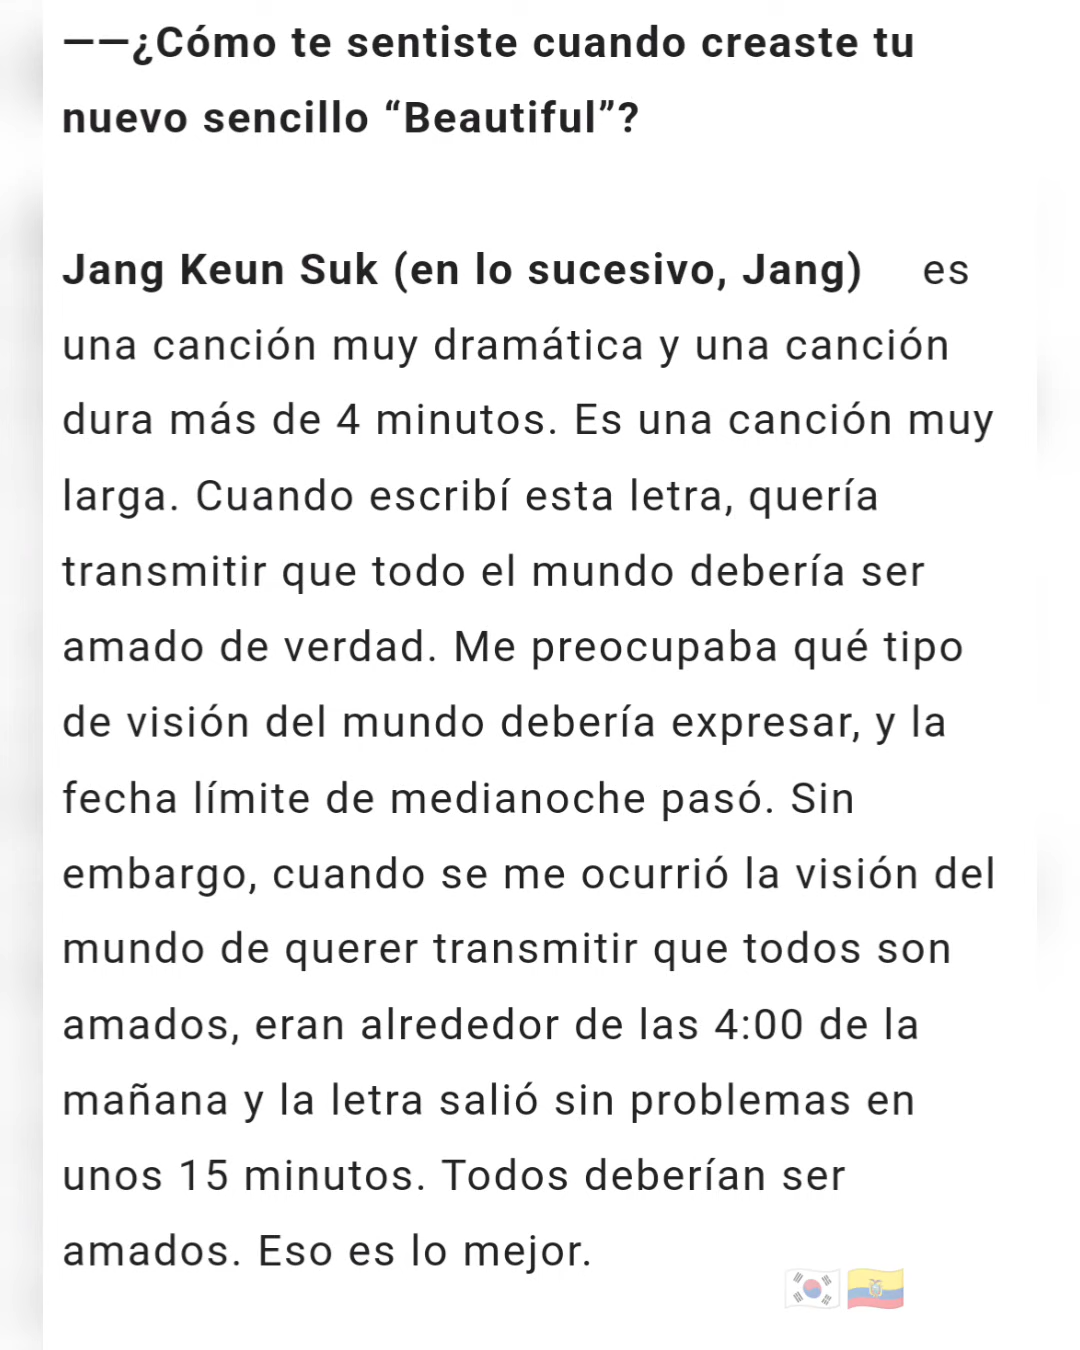 ——¿Cómo te sentiste cuando creaste tu
nuevo sencillo “Beautiful”?
Jang Keun Suk (en lo sucesivo, Jang) es
una canción muy dramática y una canción
dura más de 4 minutos. Es una canción muy
larga. Cuando escribí esta letra, quería
transmitir que todo el mundo debería ser
amado de verdad. Me preocupaba qué tipo
de visión del mundo debería expresar, y la
fecha límite de medianoche pasó. Sin
embargo, cuando se me ocurrió la visión del
mundo de querer transmitir que todos son
amados, eran alrededor de las 4:00 de la
mañana y la letra salió sin problemas en
unos 15 minutos. Todos deberían ser
amados. Eso es lo mejor.